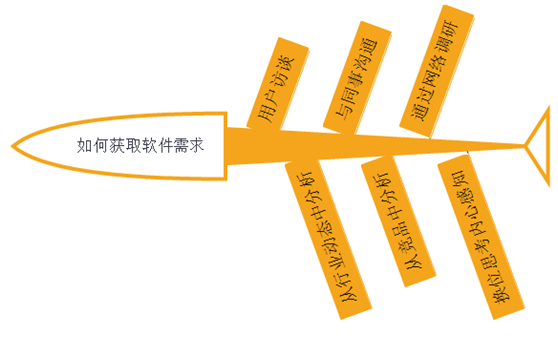 如何获取软件需求
用户访谈
与同事沟通
通过网络调研
从行业动态中分析
从竞品中分析
换位思考内心感知